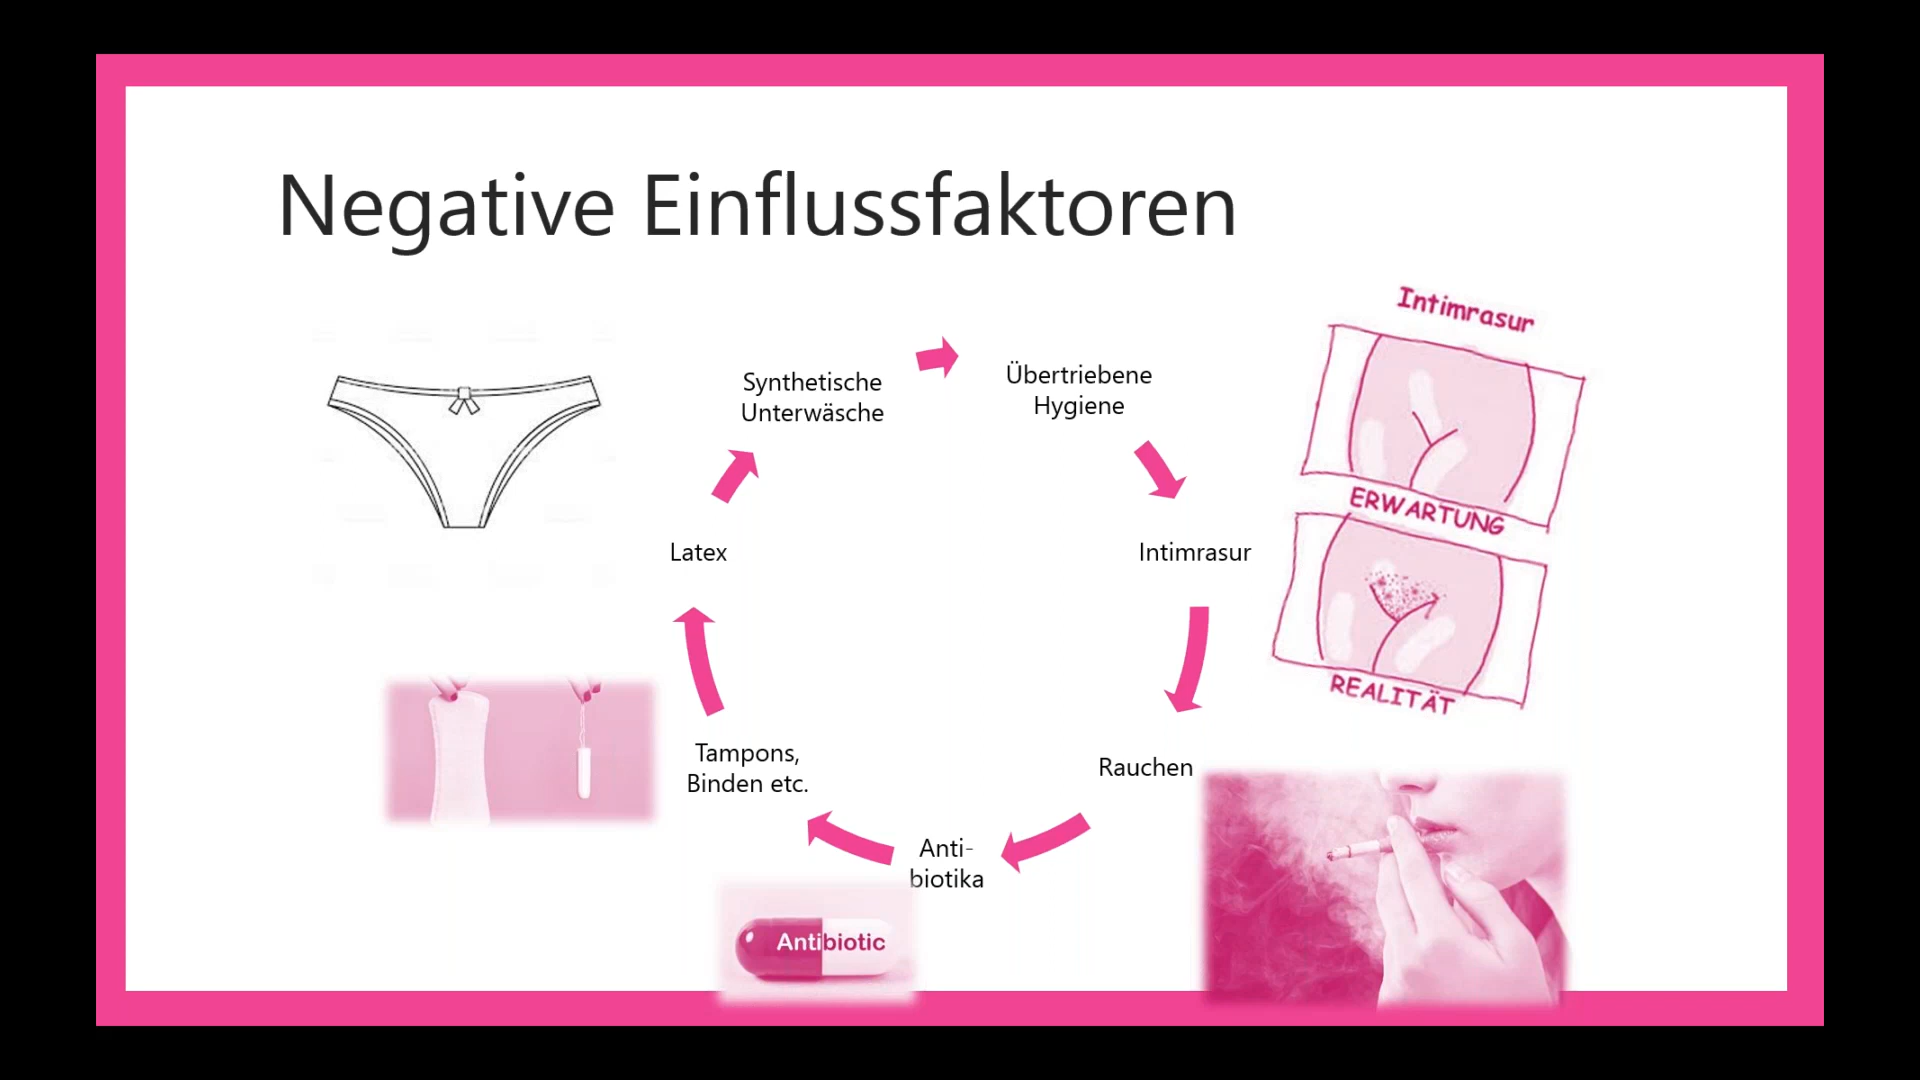 Negative Einflussfaktoren
Synthetische
Unterwäsche
Übertriebene
Hygiene
Intimrasur
Rauchen
Anti-
biotika
Tampons,
Binden etc.
Latex
Intimrasur
ERWARTUNG
REALITÄT
Antibiotic